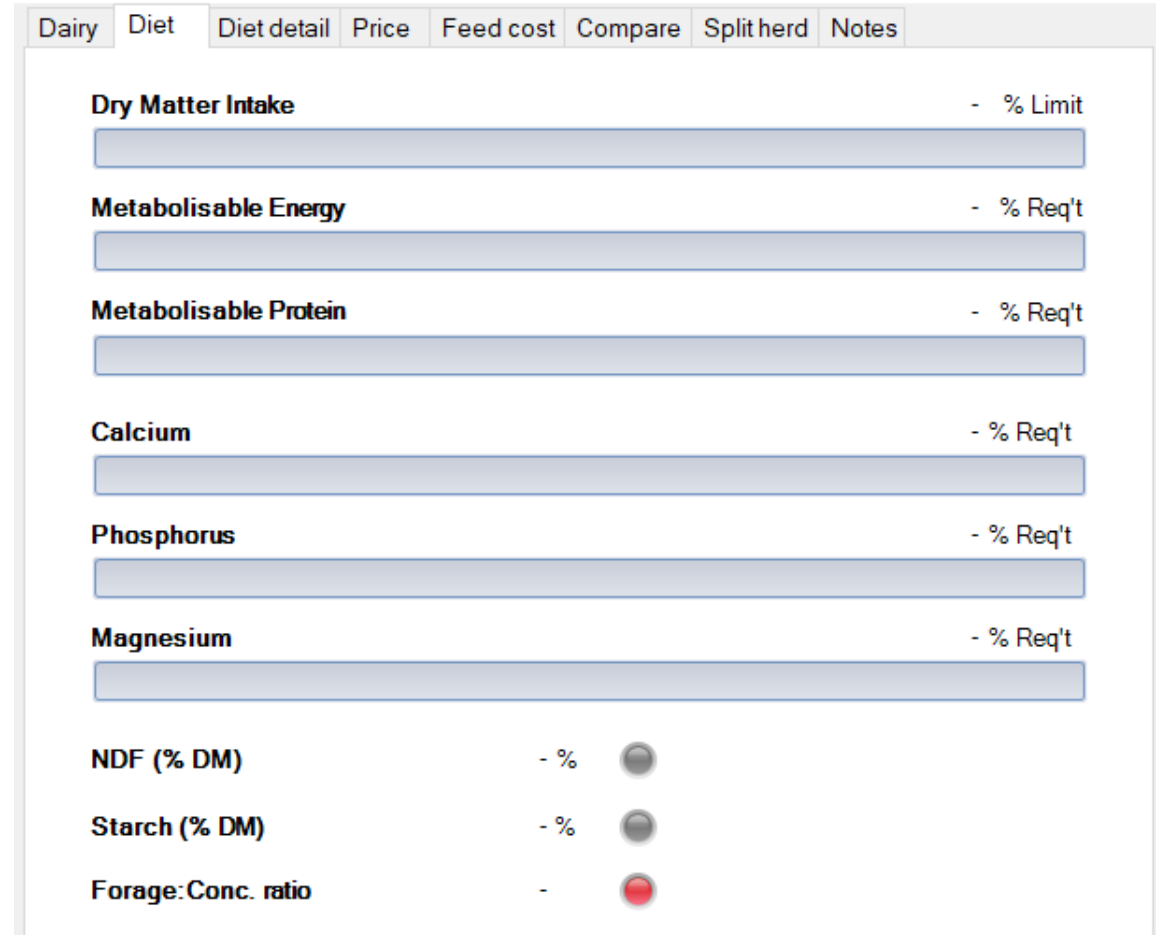 Dairy Diet Diet detail Price Feed cost Compare Split herd Notes
Dry Matter Intake - % Limit
Metabolisable Energy - % Req't
Metabolisable Protein - % Req't
Calcium - % Req't
Phosphorus - % Req't
Magnesium - % Req't
NDF (% DM) - %
Starch (% DM) - %
Forage:Conc. ratio -